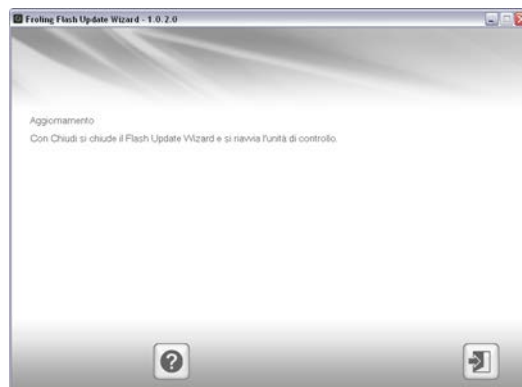 Froling Flash Update Wizard - 1.0.2.0
Aggiornamento
Con Chiudi si chiude il Flash Update Wizard e si riavvia l'unità di controllo.